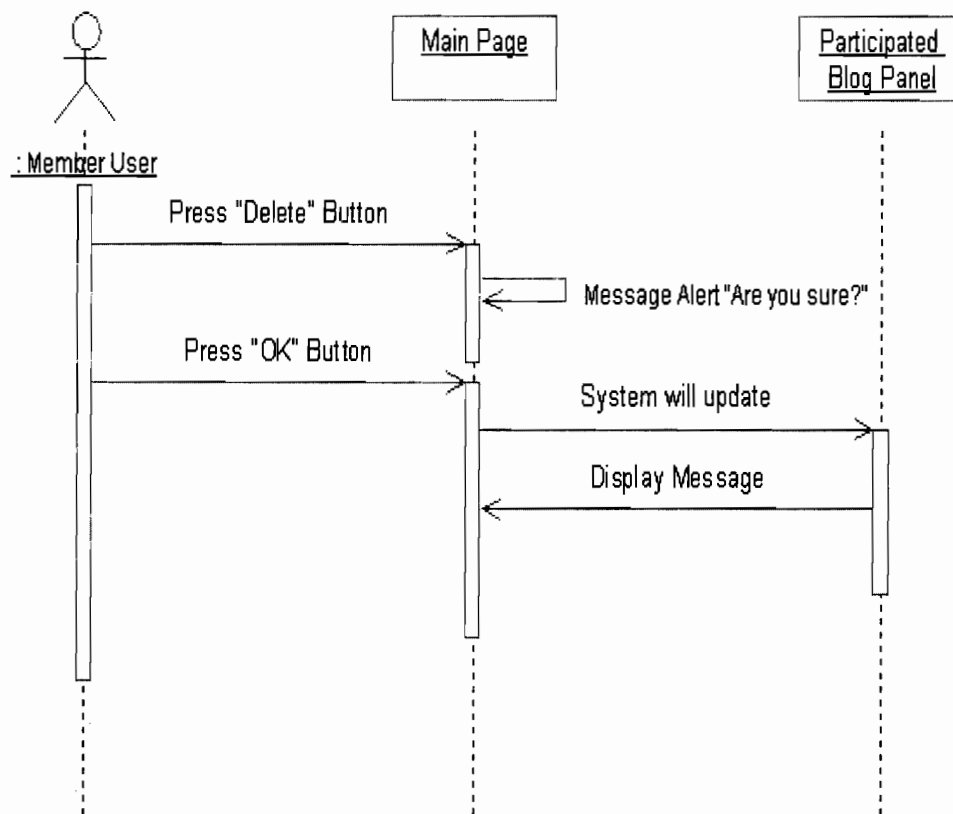 Main Page
Participated
Blog Panel
: Member User
Press "Delete" Button
Message Alert "Are you sure?"
Press "OK" Button
System will update
Display Message